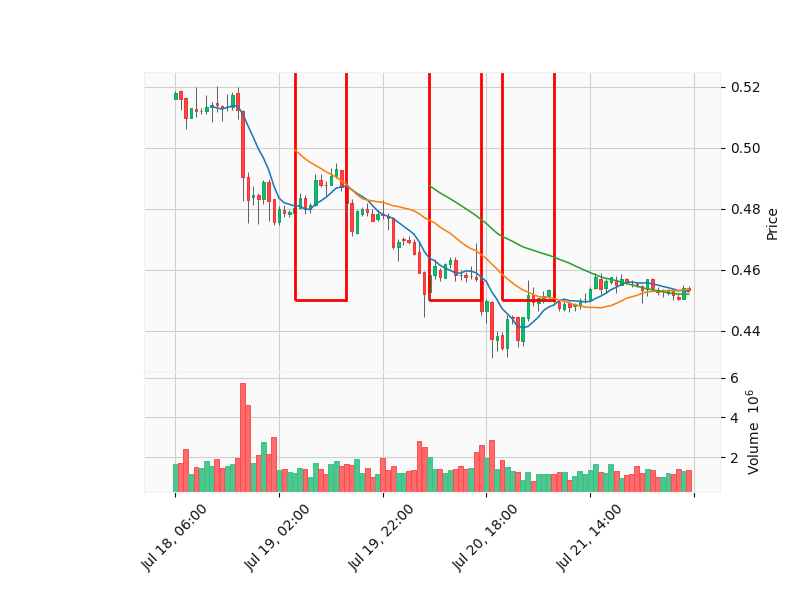 0.52
0.50
0.48
0.46
0.44
Price
6
4
2
Volume 10^6
Jul 18, 06:00
Jul 19, 02:00
Jul 19, 22:00
Jul 20, 18:00
Jul 21, 14:00